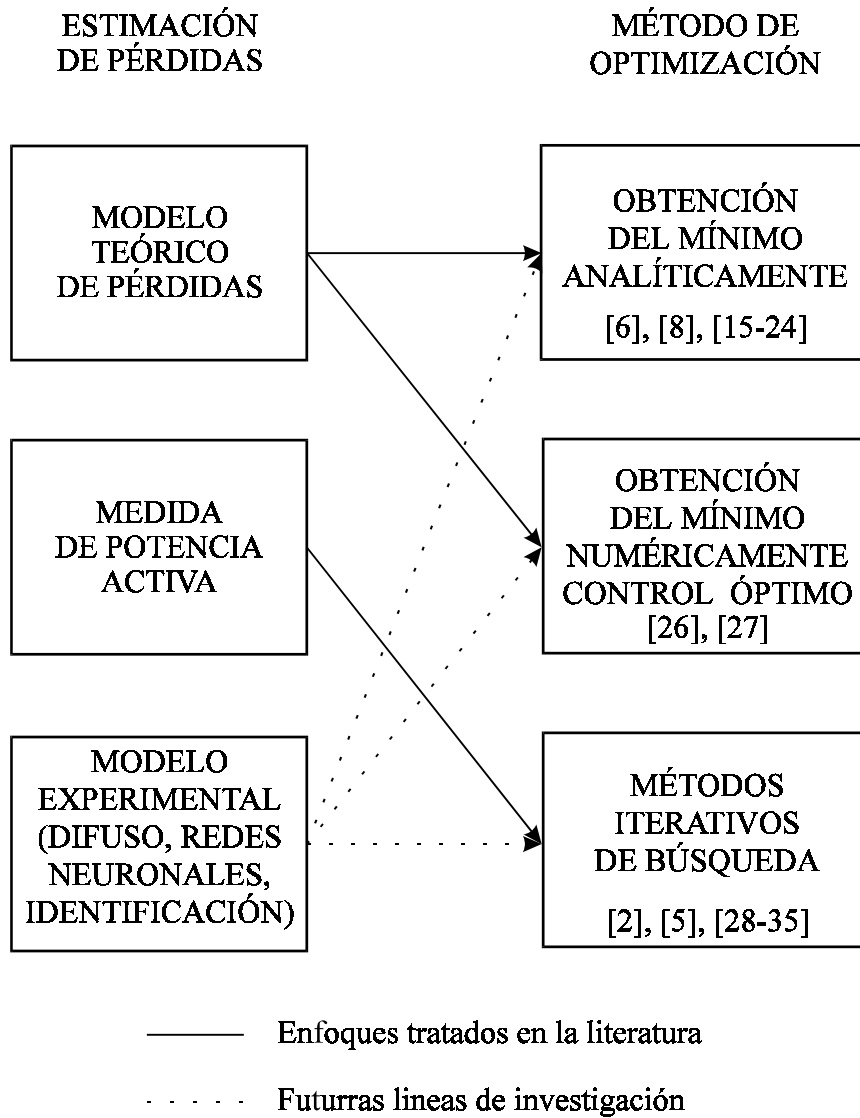 ESTIMACIÓN
DE PÉRDIDAS
MÉTODO DE
OPTIMIZACIÓN
MODELO
TEÓRICO
DE PÉRDIDAS
OBTENCIÓN
DEL MÍNIMO
ANALÍTICAMENTE
[6], [8], [15-24]
MEDIDA
DE POTENCIA
ACTIVA
OBTENCIÓN
DEL MÍNIMO
NUMÉRICAMENTE
CONTROL ÓPTIMO
[26], [27]
MODELO
EXPERIMENTAL
(DIFUSO, REDES
NEURONALES,
IDENTIFICACIÓN)
MÉTODOS
ITERATIVOS
DE BÚSQUEDA
[2], [5], [28-35]
Enfoques tratados en la literatura
Futurras lineas de investigación